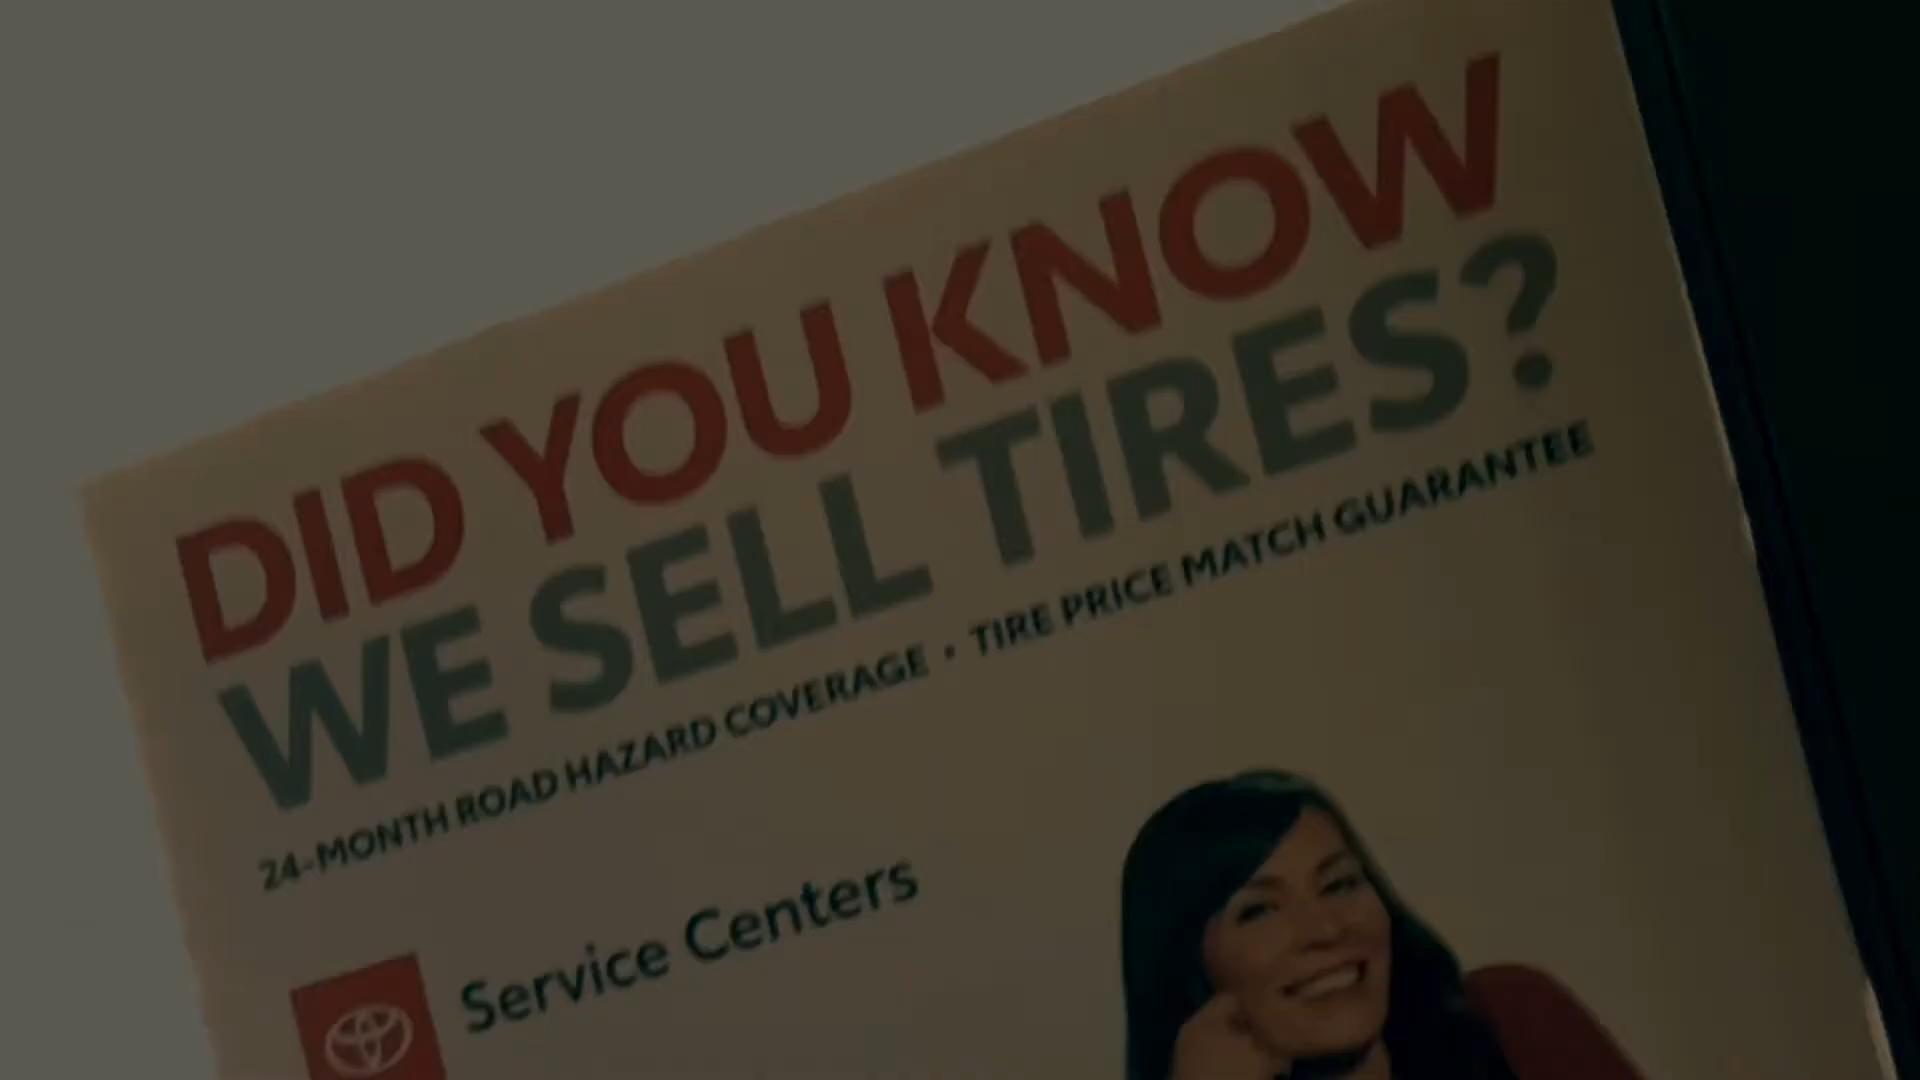 DID YOU KNOW
WE SELL TIRES?
24-MONTH ROAD HAZARD COVERAGE • TIRE PRICE MATCH GUARANTEE
Service Centers